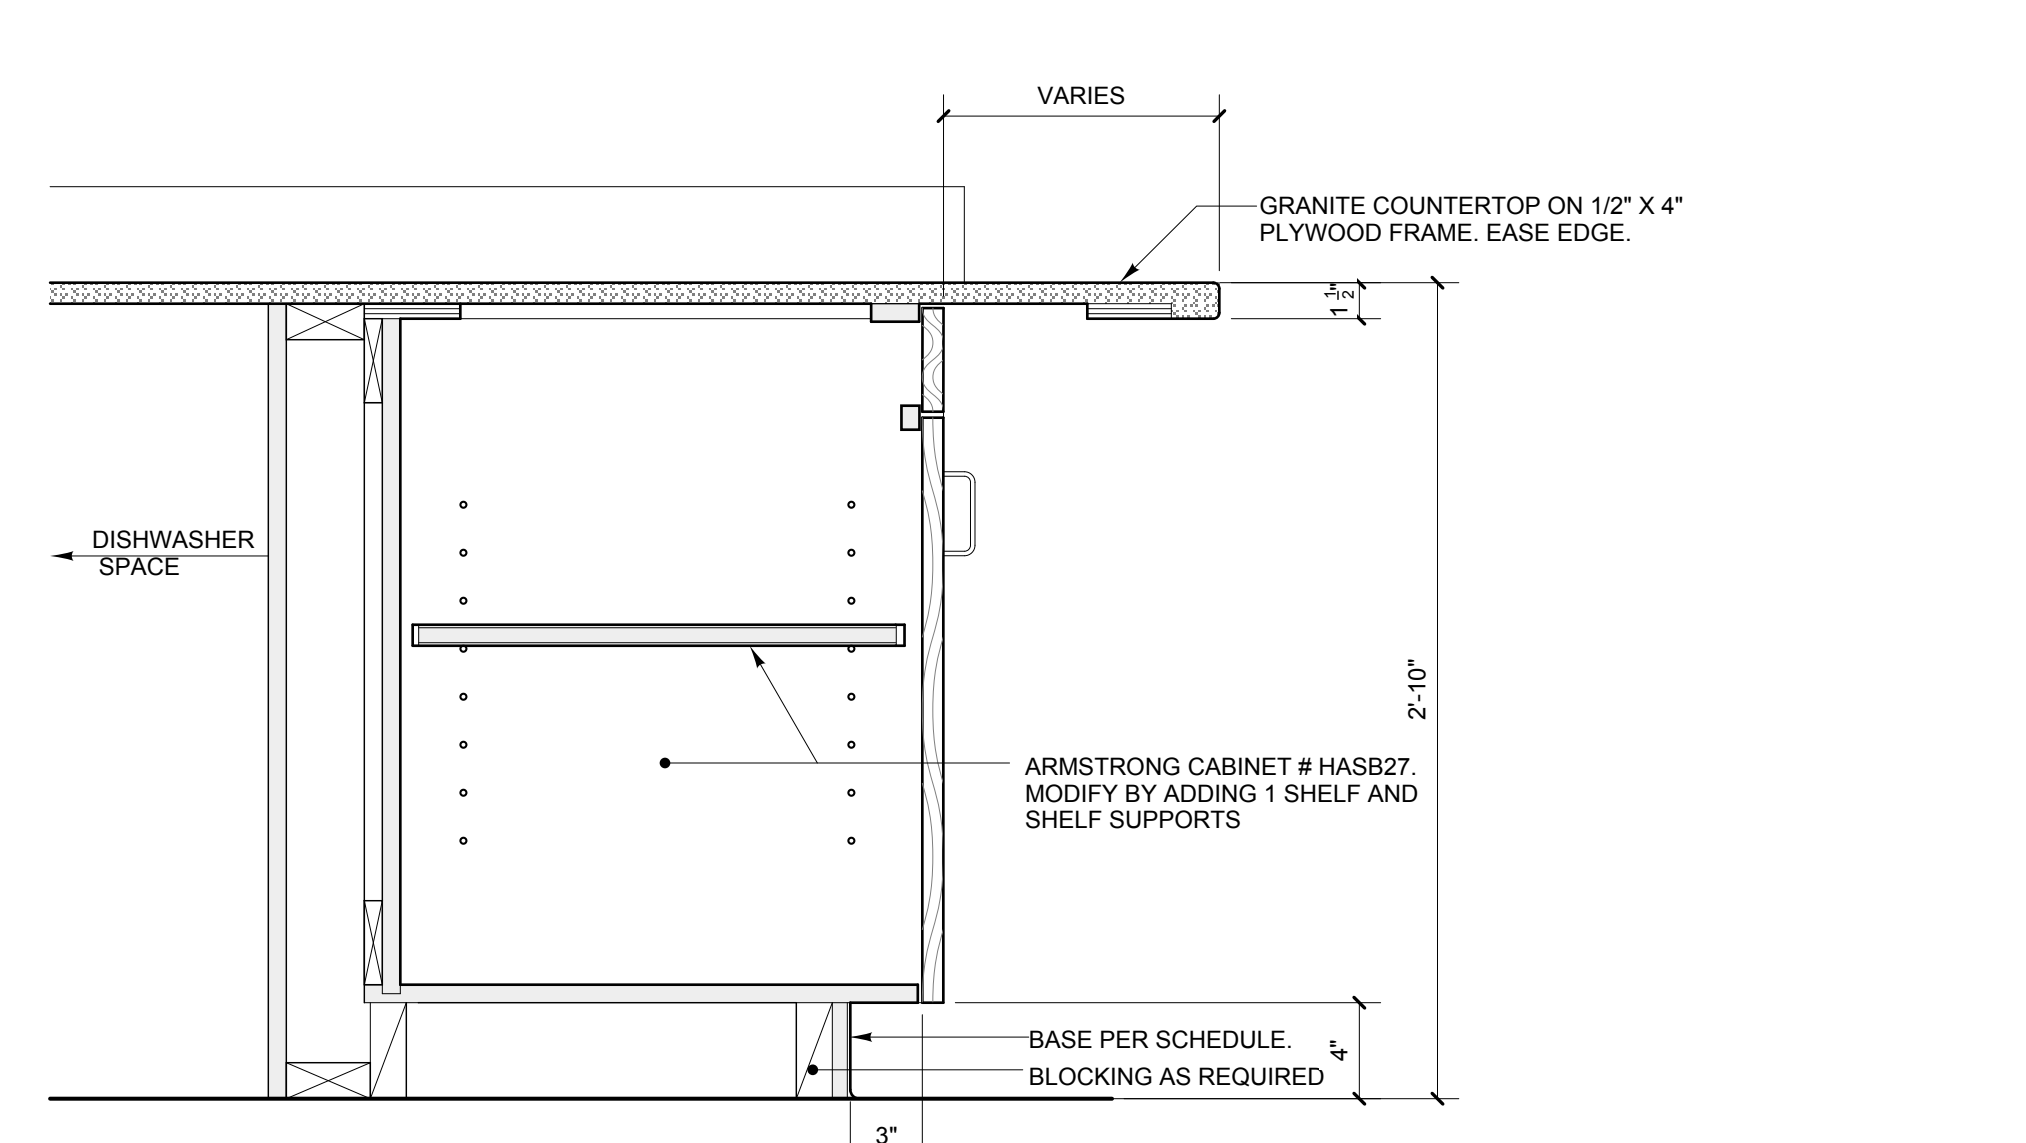 VARIES
GRANITE COUNTERTOP ON 1/2" X 4"
PLYWOOD FRAME. EASE EDGE.
1 1/2"
DISHWASHER
SPACE
2'-10"
ARMSTRONG CABINET # HASB27.
MODIFY BY ADDING 1 SHELF AND
SHELF SUPPORTS
BASE PER SCHEDULE.
4"
BLOCKING AS REQUIRED
3"